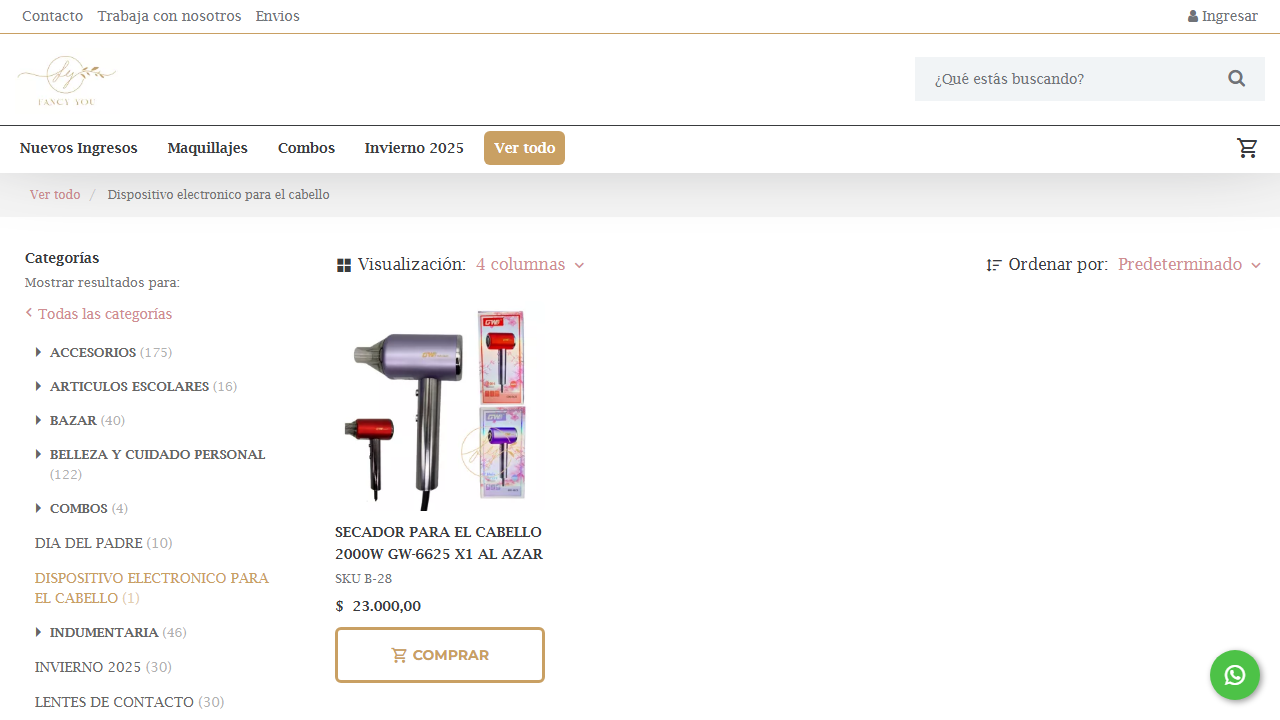 Contacto Trabaja con nosotros Envios
Ingresar
FANCY YOU
¿Qué estás buscando?
Nuevos Ingresos Maquillajes Combos Invierno 2025 Ver todo
Ver todo / Dispositivo electronico para el cabello
Categorías
Mostrar resultados para:
Todas las categorías
ACCESORIOS (175)
ARTICULOS ESCOLARES (16)
BAZAR (40)
BELLEZA Y CUIDADO PERSONAL
(122)
COMBOS (4)
DIA DEL PADRE (10)
DISPOSITIVO ELECTRONICO PARA
EL CABELLO (1)
INDUMENTARIA (46)
INVIERNO 2025 (30)
LENTES DE CONTACTO (30)
Visualización: 4 columnas
Ordenar por: Predeterminado
SECADOR PARA EL CABELLO
2000W GW-6625 X1 AL AZAR
SKU B-28
$ 23.000,00
COMPRAR